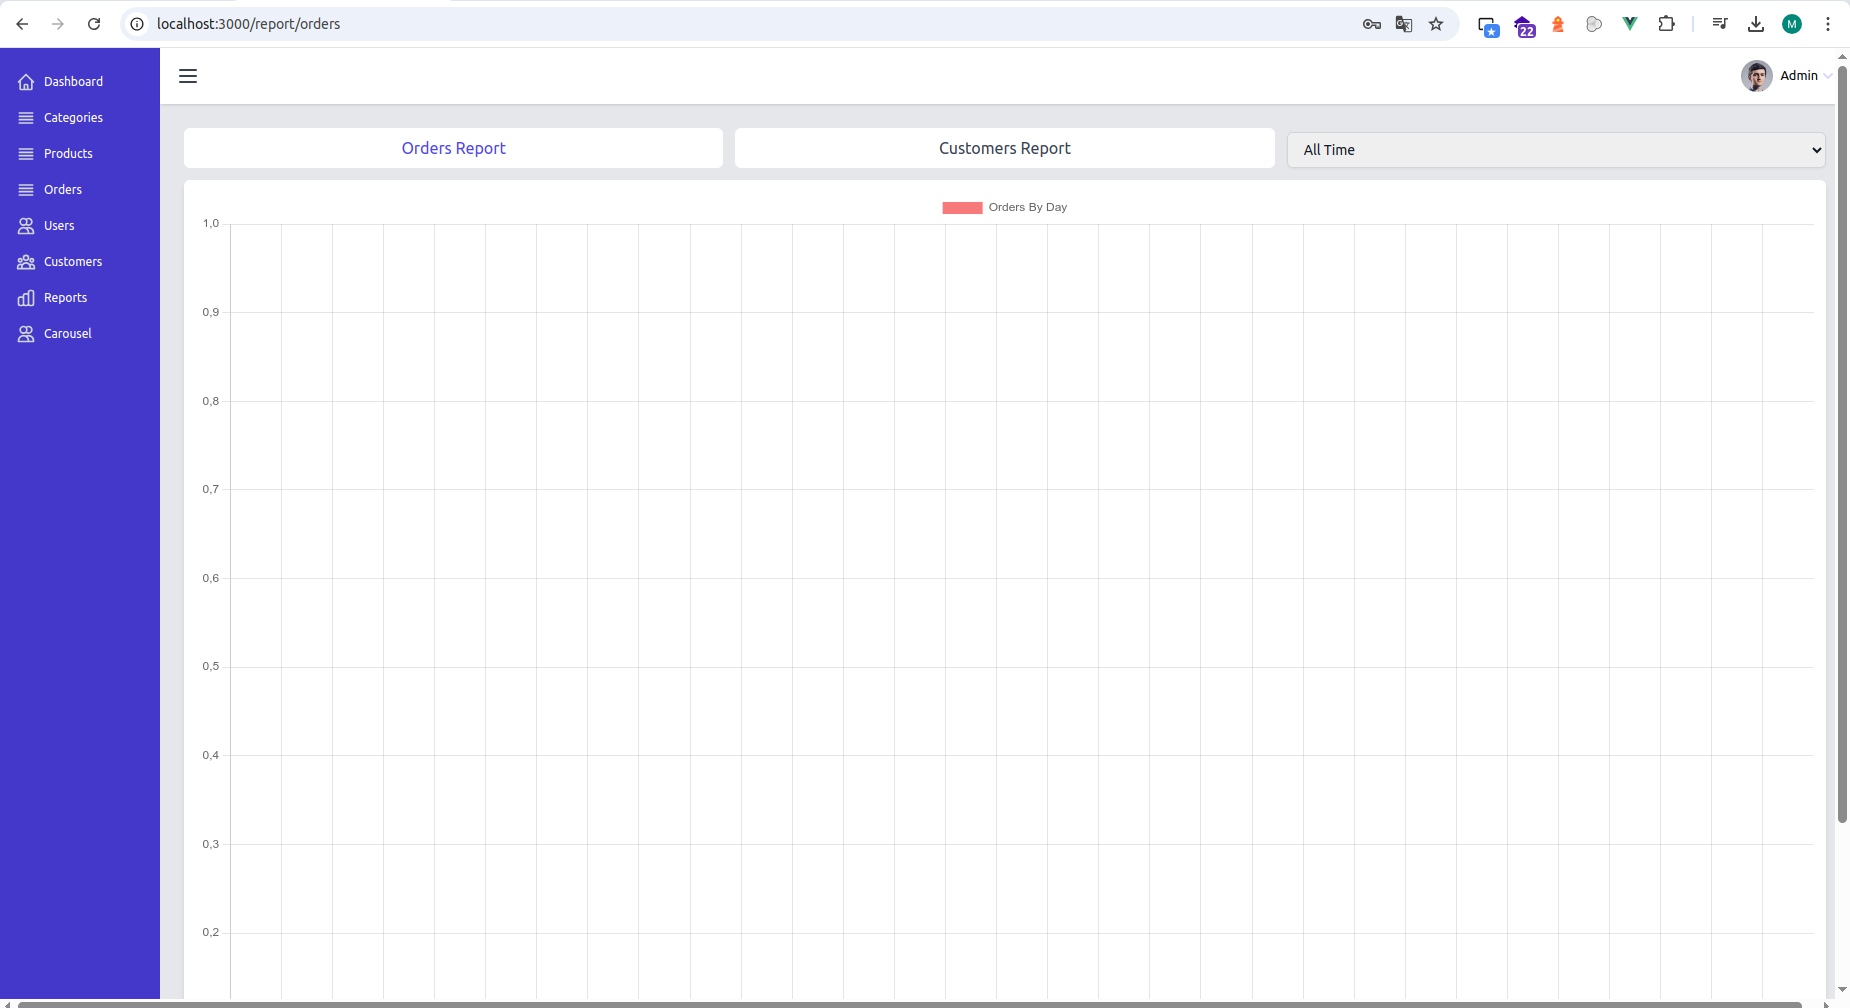 localhost:3000/report/orders
22
M
Dashboard
Categories
Products
Orders
Users
Customers
Reports
Carousel
Admin
Orders Report
Customers Report
All Time
Orders By Day
1,0
0,9
0,8
0,7
0,6
0,5
0,4
0,3
0,2